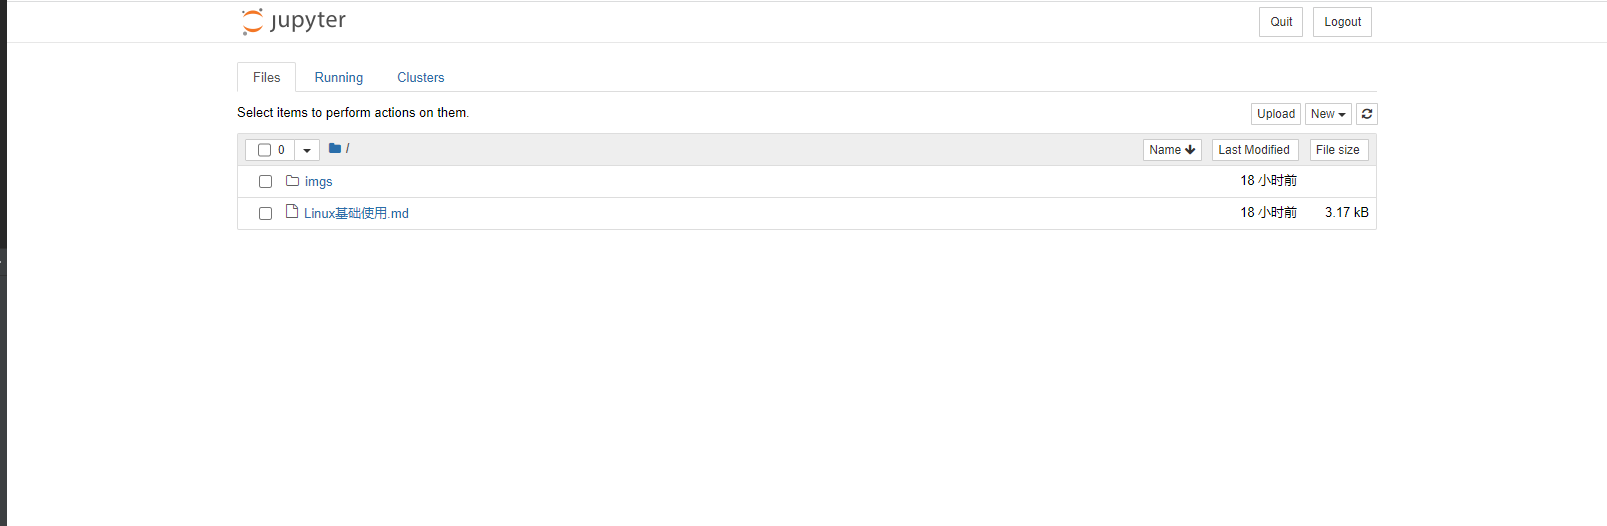 jupyter Quit Logout
Files Running Clusters
Select items to perform actions on them. Upload New
0 / Name Last Modified File size
imgs 18 小时前
Linux基础使用.md 18 小时前 3.17 kB